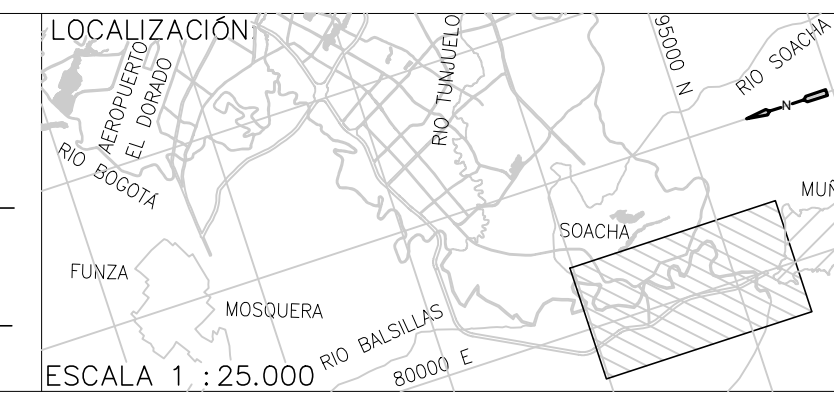 LOCALIZACIÓN
AEROPUERTO
EL DORADO
RIO BOGOTÁ
RIO TUNJUELO
95000 N
RIO SOACHA
N
MUÑ
SOACHA
FUNZA
MOSQUERA
RIO BALSILLAS
80000 E
ESCALA 1 :25.000